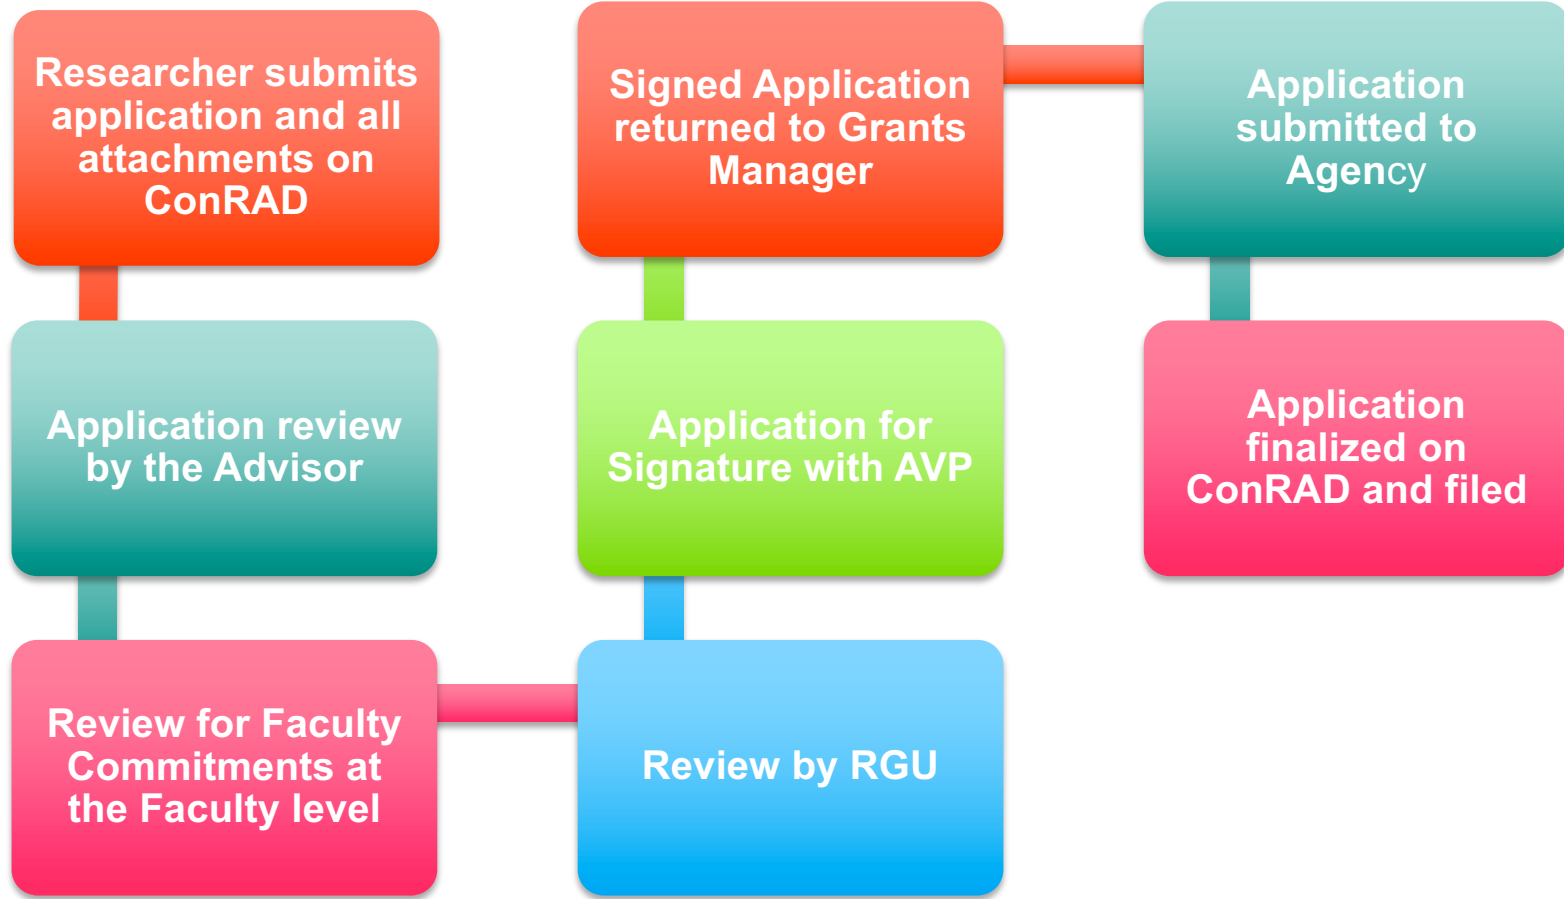 Researcher submits
application and all
attachments on
ConRAD
Application review
by the Advisor
Review for Faculty
Commitments at
the Faculty level
Review by RGU
Application for
Signature with AVP
Signed Application
returned to Grants
Manager
Application
submitted to
Agency
Application
finalized on
ConRAD and filed